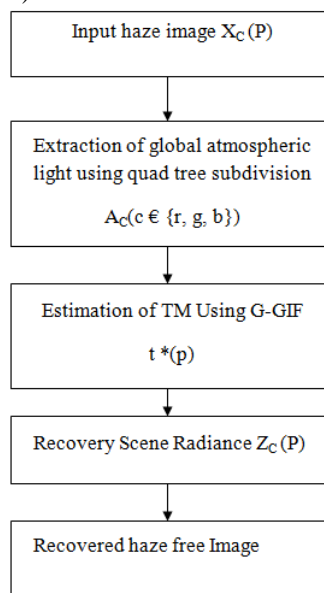 )
Input haze image X_C(P)
Extraction of global atmospheric
light using quad tree subdivision
A_C(c € {r, g, b})
Estimation of TM Using G-GIF
t *(p)
Recovery Scene Radiance Z_C(P)
Recovered haze free Image